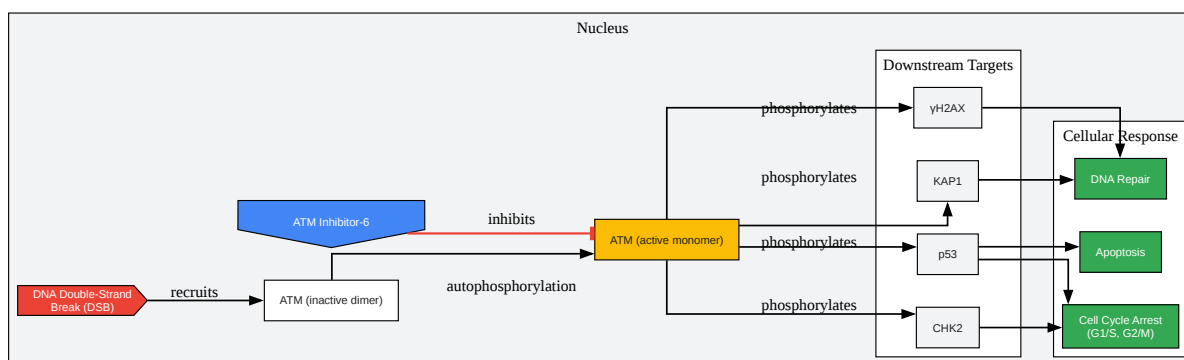 Nucleus
Downstream Targets
phosphorylates
γH2AX
Cellular Response
phosphorylates
KAP1
DNA Repair
ATM Inhibitor-6
inhibits
ATM (active monomer)
phosphorylates
p53
Apoptosis
DNA Double-Strand
Break (DSB)
recruits
ATM (inactive dimer)
autophosphorylation
phosphorylates
CHK2
Cell Cycle Arrest
(G1/S, G2/M)